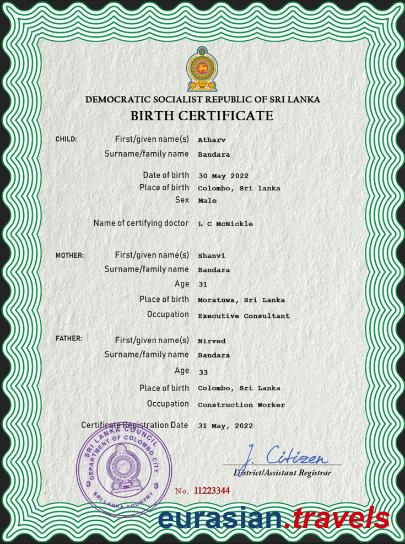 DEMOCRATIC SOCIALIST REPUBLIC OF SRI LANKA
BIRTH CERTIFICATE
CHILD: First/given name(s) Atharv
Surname/family name Bandara
Date of birth 30 May 2022
Place of birth Colombo, Sri lanka
Sex Male
Name of certifying doctor L C McNickle
MOTHER: First/given name(s) Shanvi
Surname/family name Bandara
Age 31
Place of birth Moratuwa, Sri Lanka
Occupation Executive Consultant
FATHER: First/given name(s) Nirved
Surname/family name Bandara
Age 33
Place of birth Colombo, Sri Lanka
Occupation Construction Worker
Certificate Registration Date 31 May, 2022
SRI LANKA COUNCIL
DEPARTMENT OF COLOMBO CITY
SRI LANKA COUNTRY
J. Citizen
District/Assistant Registrar
No. 11223344
eurasian.travels